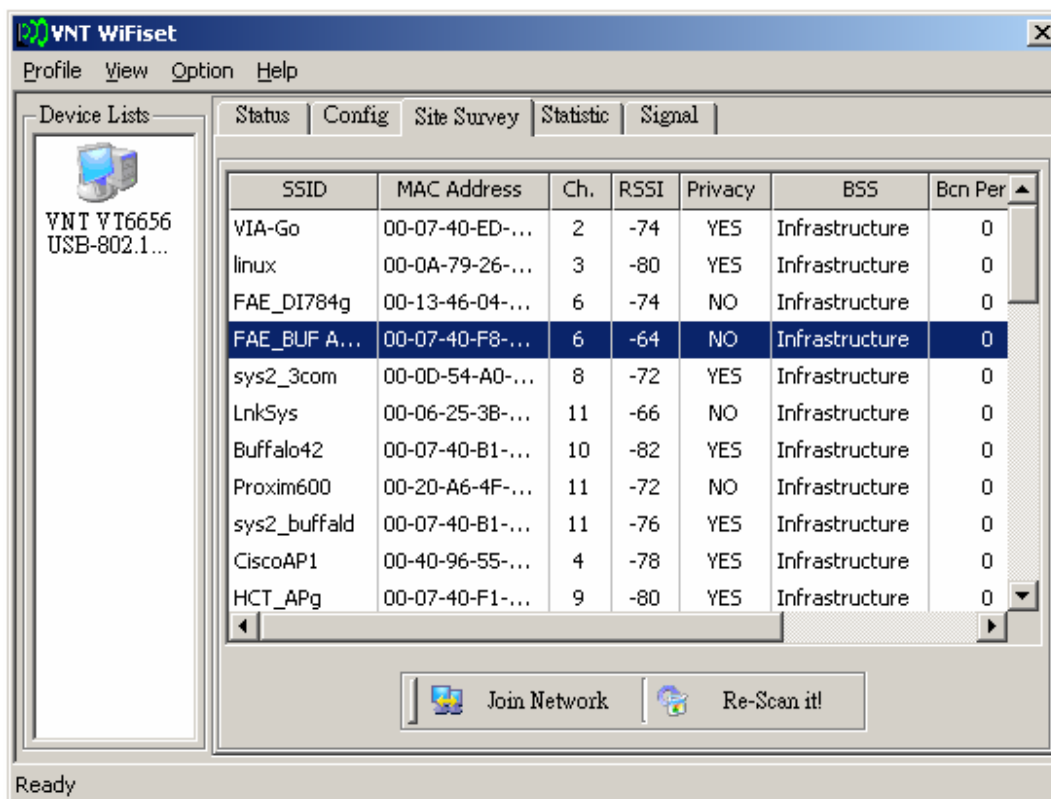 VNT WiFiset
Profile View Option Help
Device Lists
VNT VT6656
USB-802.1...
Status Config Site Survey Statistic Signal
SSID MAC Address Ch. RSSI Privacy BSS Bcn Per
VIA-Go 00-07-40-ED-... 2 -74 YES Infrastructure 0
linux 00-0A-79-26-... 3 -80 YES Infrastructure 0
FAE_DI784g 00-13-46-04-... 6 -74 NO Infrastructure 0
FAE_BUF A... 00-07-40-F8-... 6 -64 NO Infrastructure 0
sys2_3com 00-0D-54-A0-... 8 -72 YES Infrastructure 0
LnkSys 00-06-25-3B-... 11 -66 NO Infrastructure 0
Buffalo42 00-07-40-B1-... 10 -82 YES Infrastructure 0
Proxim600 00-20-A6-4F-... 11 -72 NO Infrastructure 0
sys2_buffald 00-07-40-B1-... 11 -76 YES Infrastructure 0
CiscoAP1 00-40-96-55-... 4 -78 YES Infrastructure 0
HCT_APg 00-07-40-F1-... 9 -80 YES Infrastructure 0
Join Network Re-Scan it!
Ready